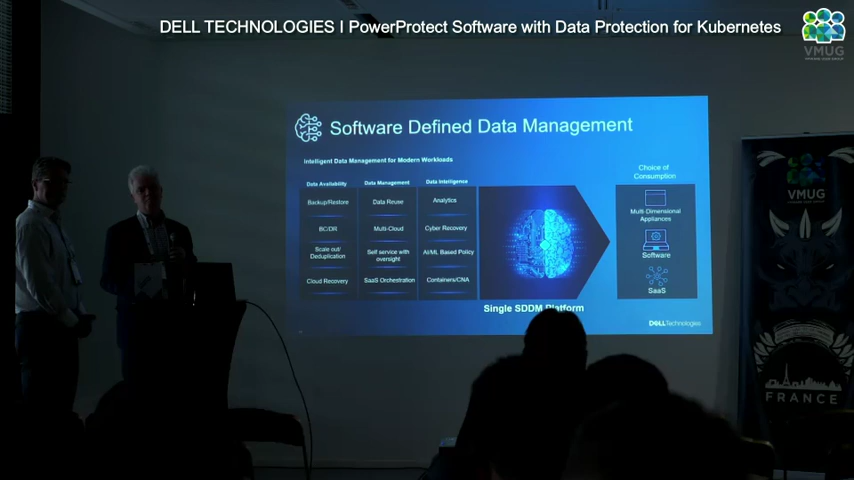 DELL TECHNOLOGIES I PowerProtect Software with Data Protection for Kubernetes
VMUG
Software Defined Data Management
Intelligent Data Management for Modern Workloads
Data Availability
Data Management
Data Intelligence
Backup/Restore
Data Reuse
Analytics
BC/DR
Multi-Cloud
Cyber Recovery
Scale out/
Deduplication
Self service with
oversight
AI/ML Based Policy
Cloud Recovery
SaaS Orchestration
Containers/CNA
Single SDDM Platform
Choice of
Consumption
Multi-Dimensional
Appliances
Software
SaaS
DELLTechnologies
VMUG
FRANCE